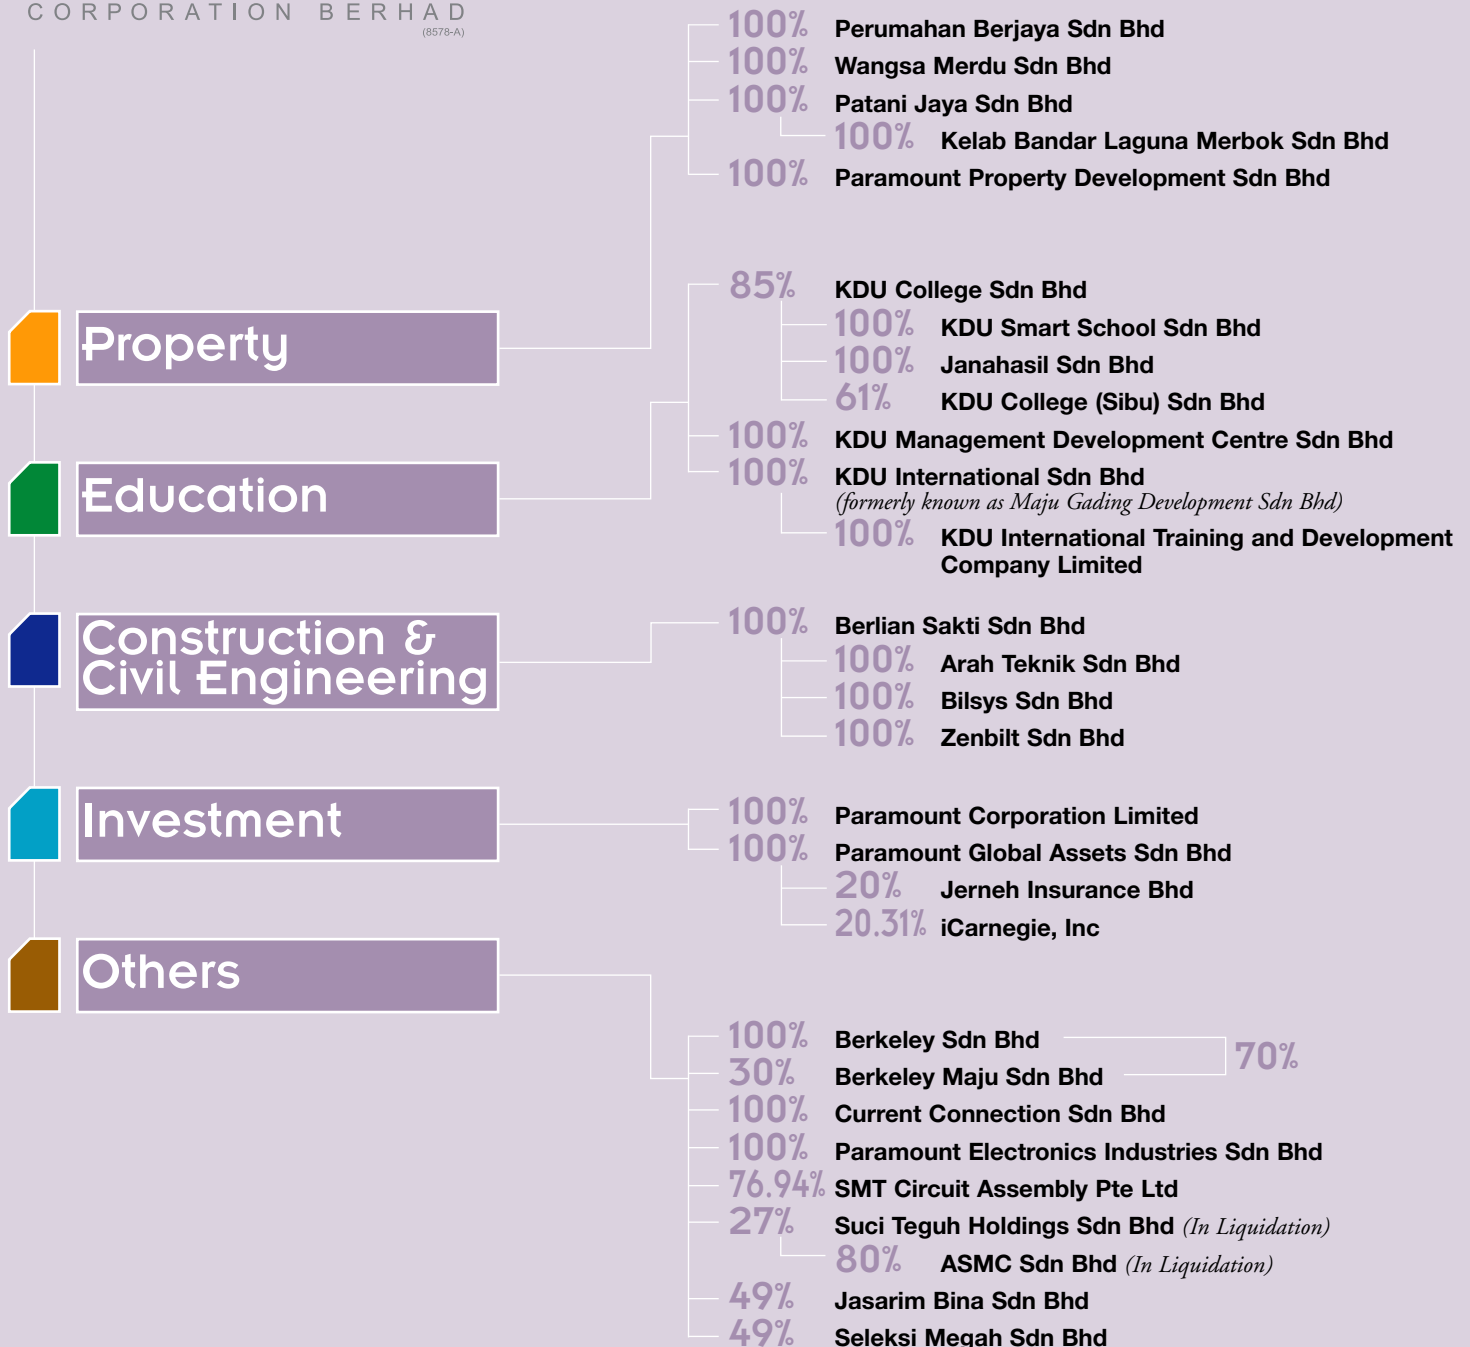 CORPORATION BERHAD
(8578-A)
100% Perumahan Berjaya Sdn Bhd
100% Wangsa Merdu Sdn Bhd
100% Patani Jaya Sdn Bhd
100% Kelab Bandar Laguna Merbok Sdn Bhd
100% Paramount Property Development Sdn Bhd
Property
85% KDU College Sdn Bhd
100% KDU Smart School Sdn Bhd
100% Janahasil Sdn Bhd
61% KDU College (Sibu) Sdn Bhd
100% KDU Management Development Centre Sdn Bhd
100% KDU International Sdn Bhd
(formerly known as Maju Gading Development Sdn Bhd)
100% KDU International Training and Development
Company Limited
Education
Construction &
Civil Engineering
100% Berlian Sakti Sdn Bhd
100% Arah Teknik Sdn Bhd
100% Bilsys Sdn Bhd
100% Zenbilt Sdn Bhd
Investment
100% Paramount Corporation Limited
100% Paramount Global Assets Sdn Bhd
20% Jerneh Insurance Bhd
20.31% iCarnegie, Inc
Others
100% Berkeley Sdn Bhd
70%
30% Berkeley Maju Sdn Bhd
100% Current Connection Sdn Bhd
100% Paramount Electronics Industries Sdn Bhd
76.94% SMT Circuit Assembly Pte Ltd
27% Suci Teguh Holdings Sdn Bhd (In Liquidation)
80% ASMC Sdn Bhd (In Liquidation)
49% Jasarim Bina Sdn Bhd
49% Seleksi Megah Sdn Bhd